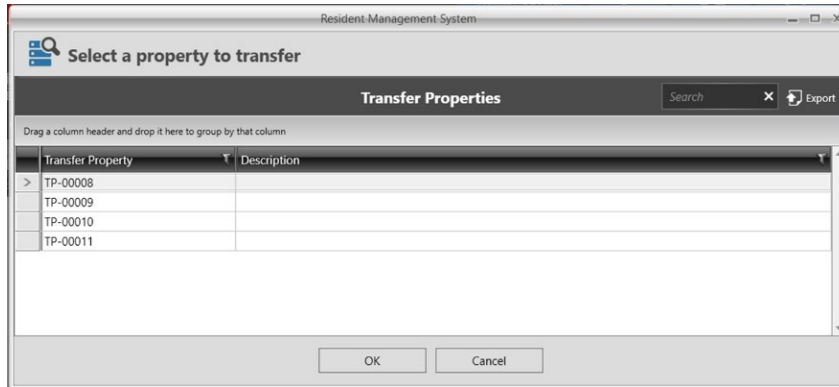 Resident Management System
Select a property to transfer
Transfer Properties
Search
Export
Drag a column header and drop it here to group by that column
Transfer Property Description
TP-00008
TP-00009
TP-00010
TP-00011
OK Cancel